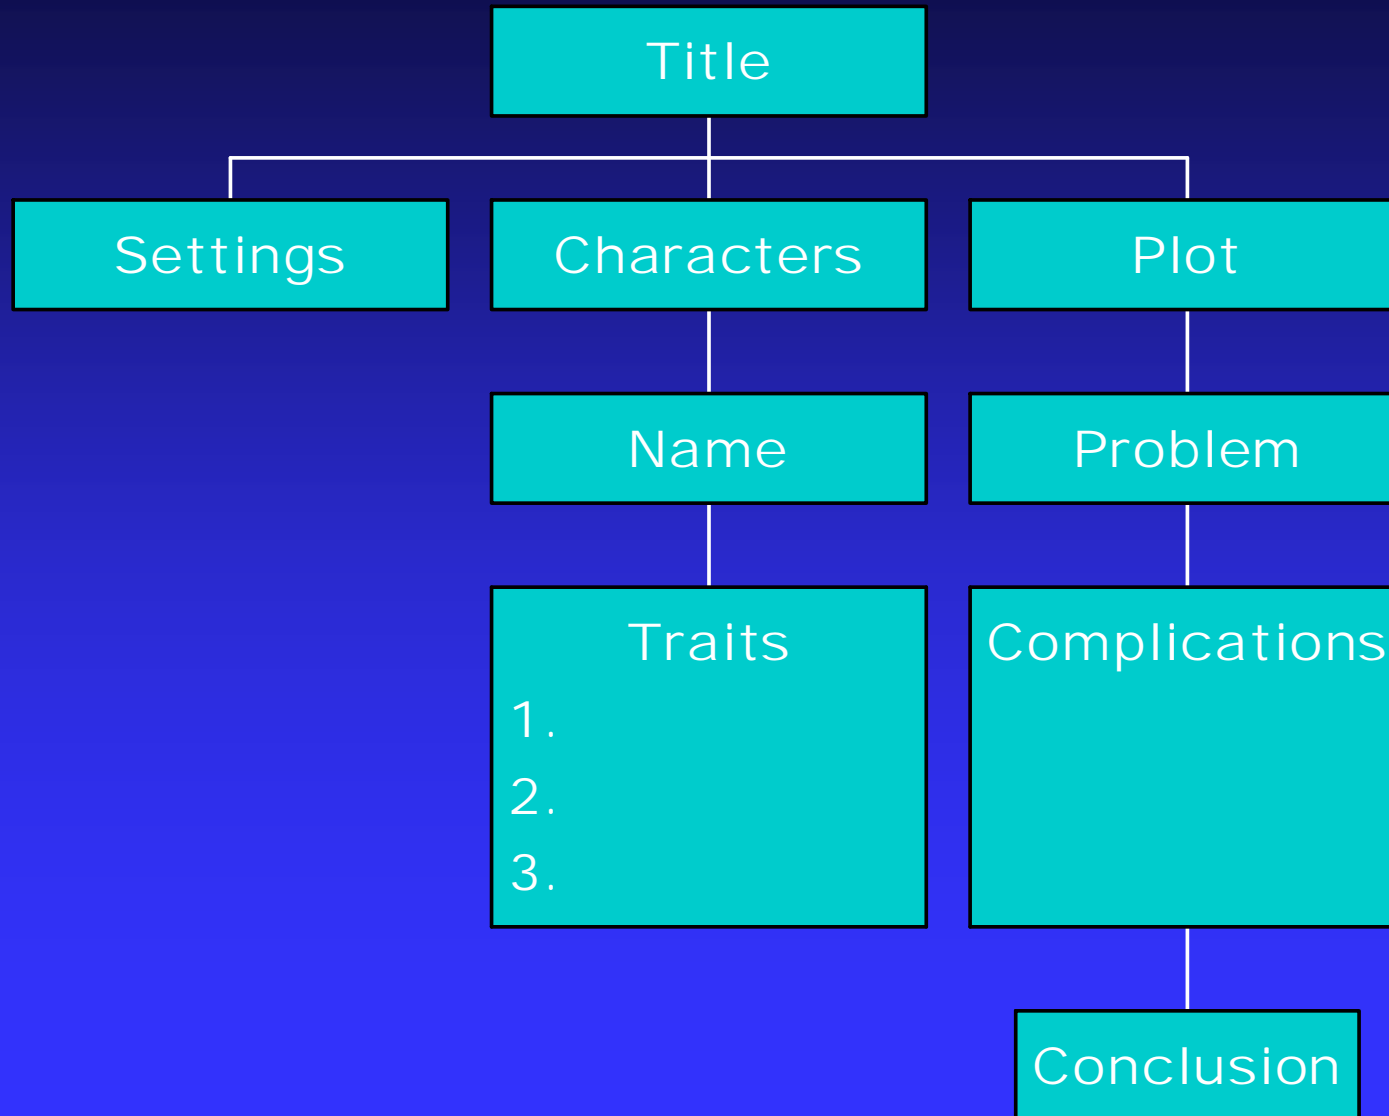 Title
Settings
Characters
Plot
Name
Problem
Traits
1.
2.
3.
Complications
Conclusion